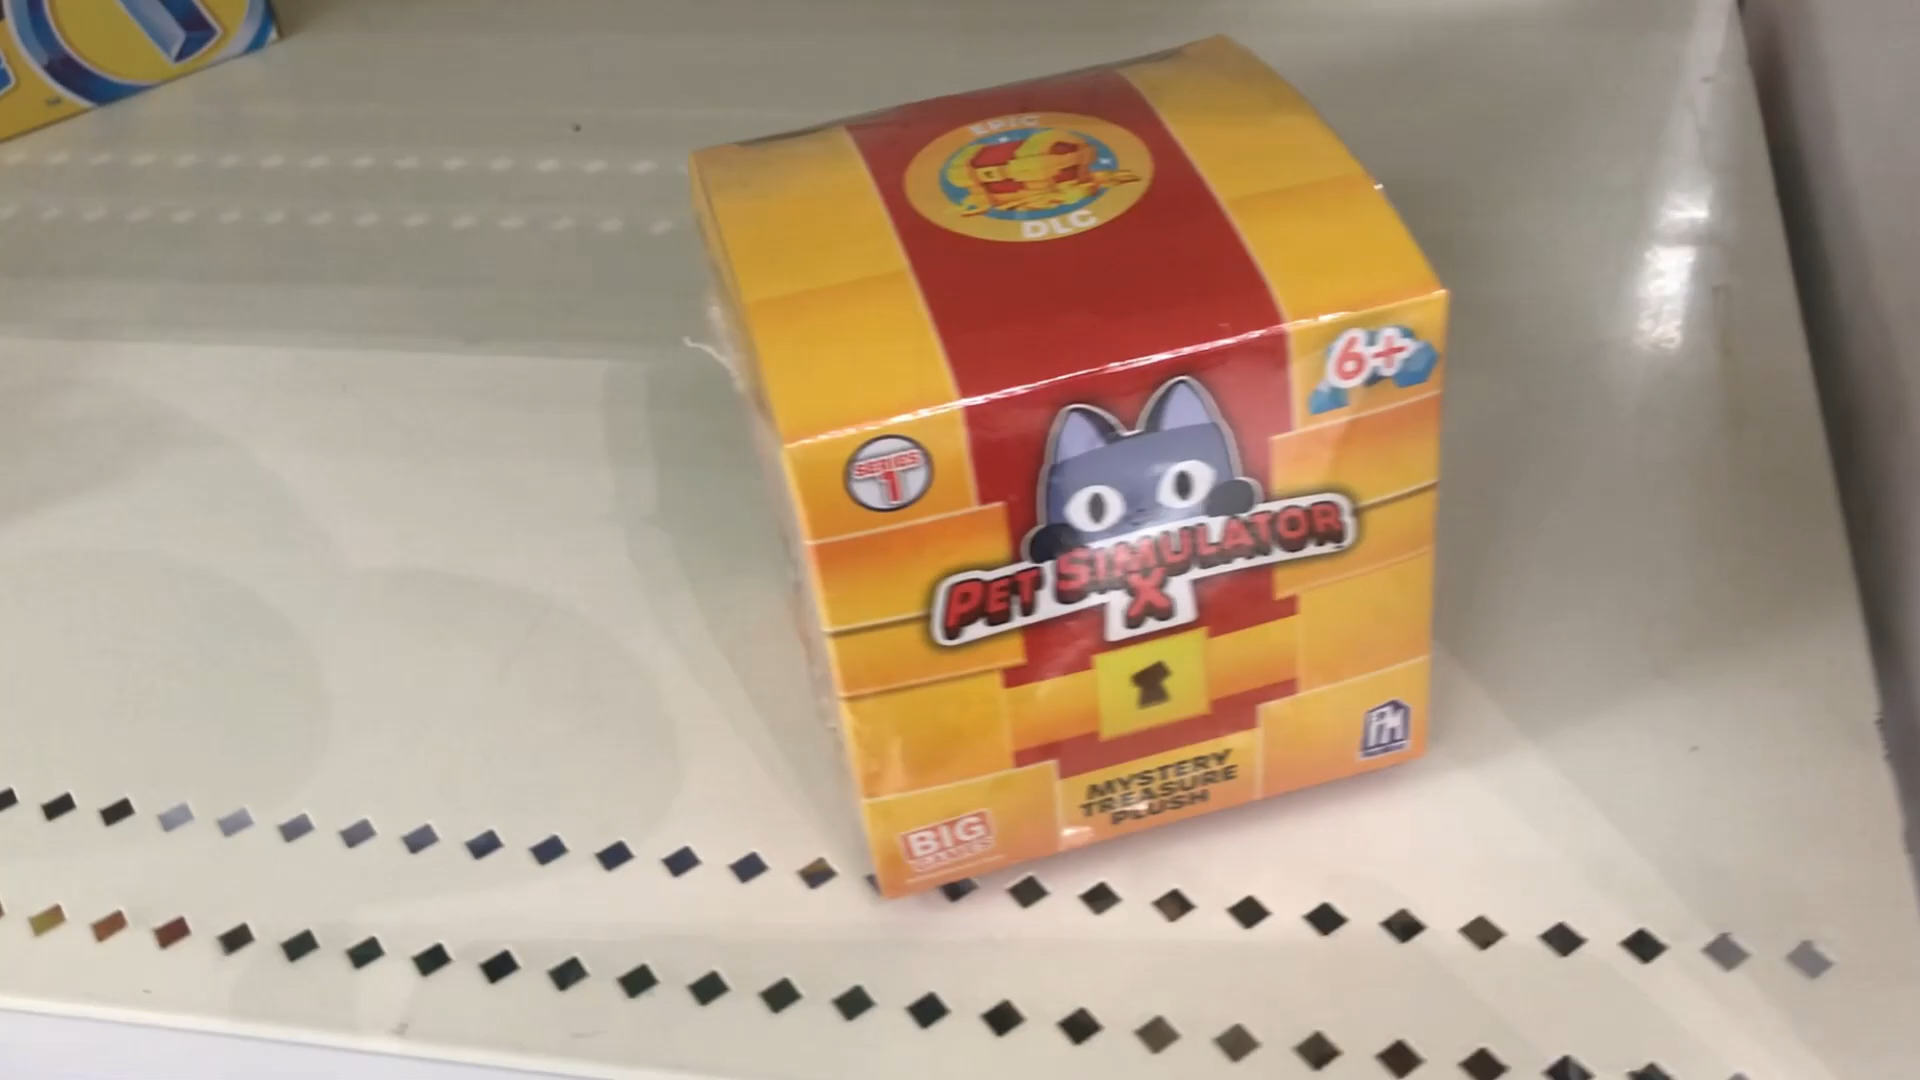 EPIC
DLC
6+
SERIES
1
PET SIMULATOR
X
MYSTERY
TREASURE
PLUSH
BIG